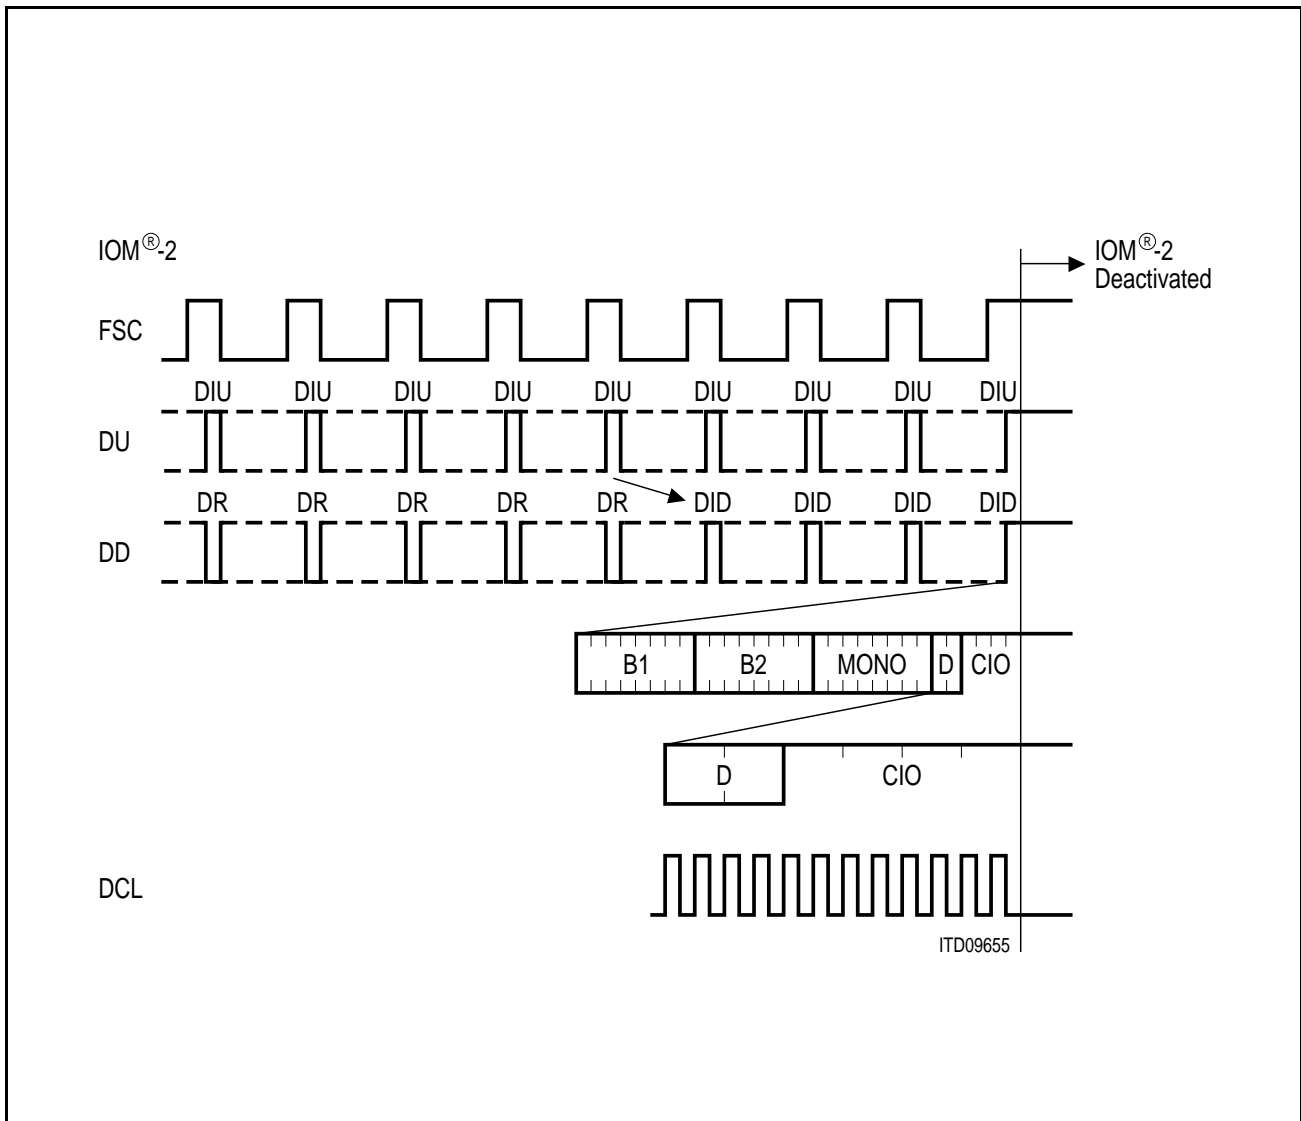 IOM®-2
IOM®-2
Deactivated
FSC
DIU DIU DIU DIU DIU DIU DIU DIU DIU
DU
DR DR DR DR DR DID DID DID DID
DD
B1 B2 MONO D CIO
D CIO
DCL
ITD09655